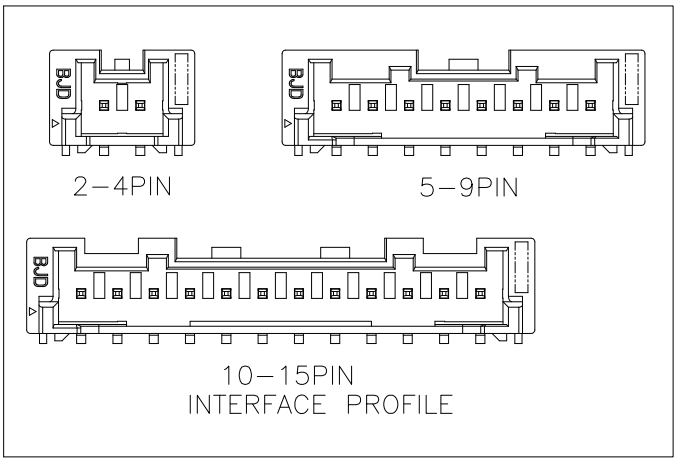 BJD
BJD
2-4PIN
5-9PIN
BJD
10-15PIN
INTERFACE PROFILE